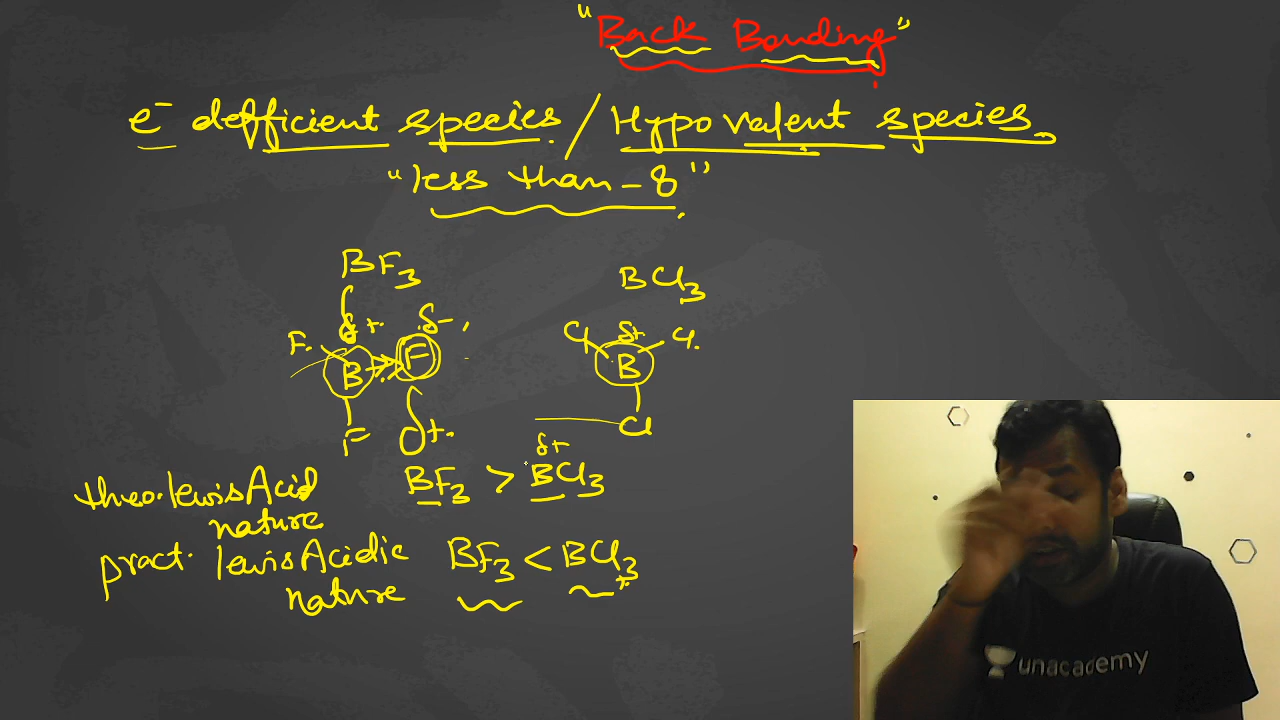 "Back Bonding"
e⁻ defficient species / Hypovalent species.
"less than - 8"
BF₃
BCl₃
δ+. δ-
F. B F
F
δ+.
Cl δ+ Cl.
B
Cl
δ+
theo. lewis Acid nature BF₃ > BCl₃
pract. lewis Acidic nature BF₃ < BCl₃
unacademy